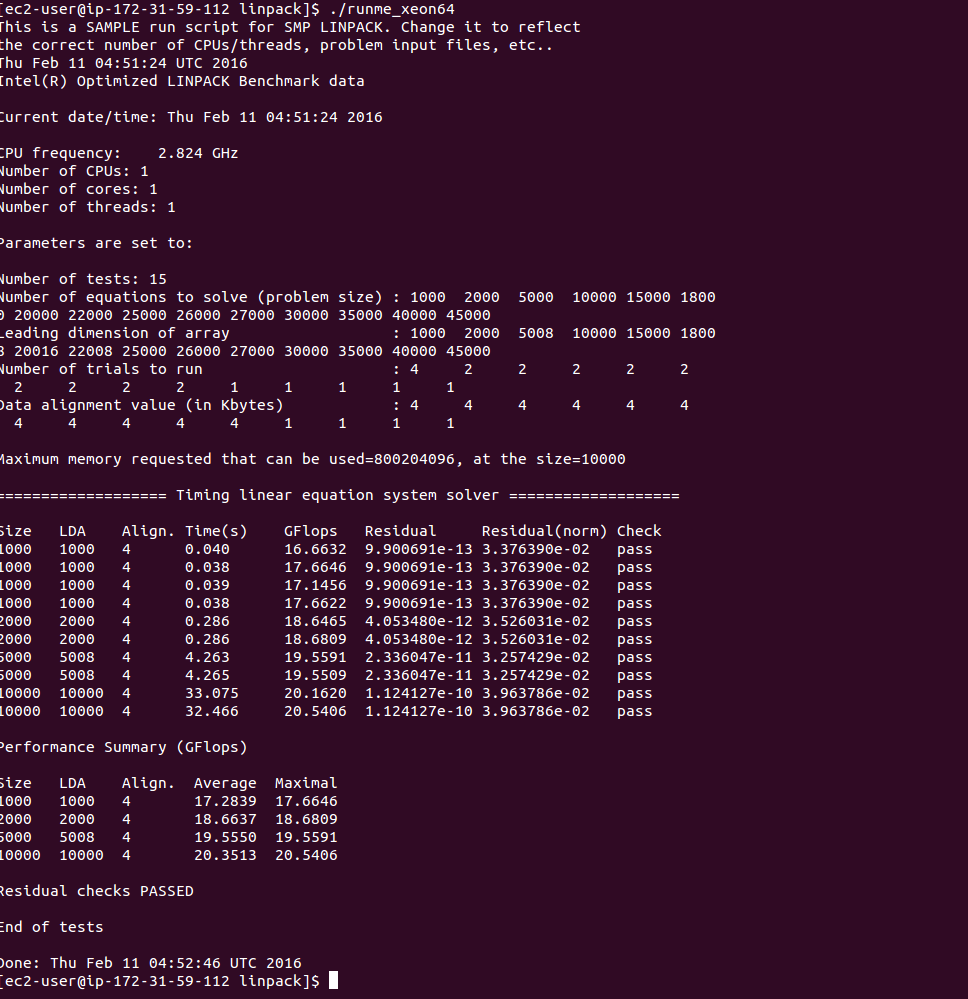 [ec2-user@ip-172-31-59-112 linpack]$ ./runme_xeon64
This is a SAMPLE run script for SMP LINPACK. Change it to reflect
the correct number of CPUs/threads, problem input files, etc..
Thu Feb 11 04:51:24 UTC 2016
Intel(R) Optimized LINPACK Benchmark data

Current date/time: Thu Feb 11 04:51:24 2016

CPU frequency:    2.824 GHz
Number of CPUs: 1
Number of cores: 1
Number of threads: 1

Parameters are set to:

Number of tests: 15
Number of equations to solve (problem size) : 1000  2000  5000  10000 15000 1800
0 20000 22000 25000 26000 27000 30000 35000 40000 45000
Leading dimension of array                  : 1000  2000  5008  10000 15000 1800
8 20016 22008 25000 26000 27000 30000 35000 40000 45000
Number of trials to run                     : 4     2     2     2     2     2
  2     2     2     2     1     1     1     1     1
Data alignment value (in Kbytes)            : 4     4     4     4     4     4
  4     4     4     4     4     1     1     1     1

Maximum memory requested that can be used=800204096, at the size=10000

=================== Timing linear equation system solver ===================

Size   LDA    Align. Time(s)    GFlops   Residual     Residual(norm) Check
1000   1000   4      0.040      16.6632  9.900691e-13 3.376390e-02   pass
1000   1000   4      0.038      17.6646  9.900691e-13 3.376390e-02   pass
1000   1000   4      0.039      17.1456  9.900691e-13 3.376390e-02   pass
1000   1000   4      0.038      17.6622  9.900691e-13 3.376390e-02   pass
2000   2000   4      0.286      18.6465  4.053480e-12 3.526031e-02   pass
2000   2000   4      0.286      18.6809  4.053480e-12 3.526031e-02   pass
5000   5008   4      4.263      19.5591  2.336047e-11 3.257429e-02   pass
5000   5008   4      4.265      19.5509  2.336047e-11 3.257429e-02   pass
10000  10000  4      33.075     20.1620  1.124127e-10 3.963786e-02   pass
10000  10000  4      32.466     20.5406  1.124127e-10 3.963786e-02   pass

Performance Summary (GFlops)

Size   LDA    Align.  Average  Maximal
1000   1000   4       17.2839  17.6646
2000   2000   4       18.6637  18.6809
5000   5008   4       19.5550  19.5591
10000  10000  4       20.3513  20.5406

Residual checks PASSED

End of tests

Done: Thu Feb 11 04:52:46 UTC 2016
[ec2-user@ip-172-31-59-112 linpack]$